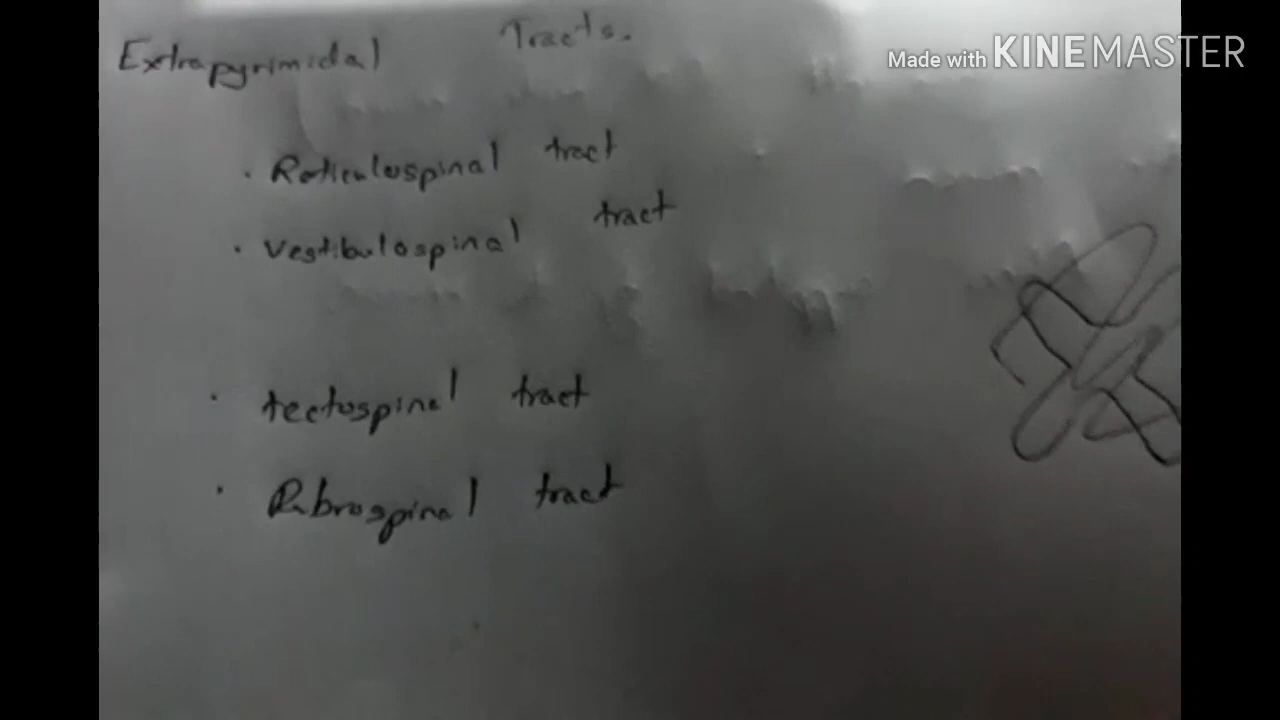 Extrapyrimidal Tracts.
Made with KINEMASTER
· Reticulospinal tract
· Vestibulospinal tract
· tectospinal tract
· Rubrospinal tract